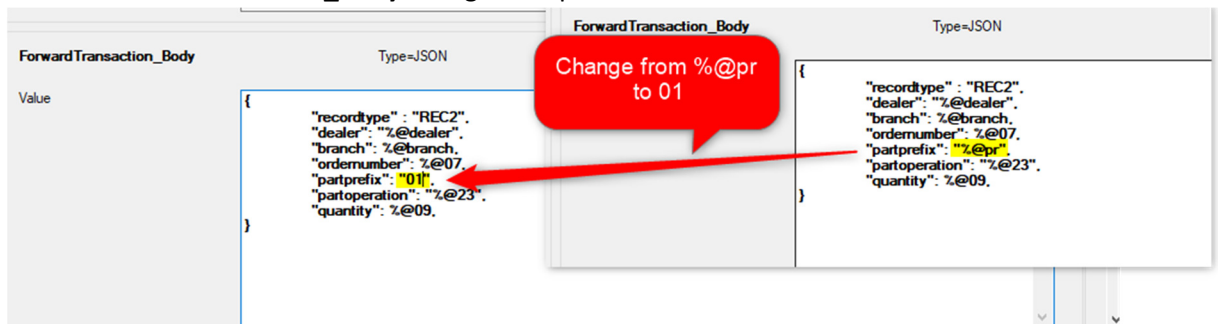 ForwardTransaction_Body
Type=JSON
Value
{
"recordtype" : "REC2",
"dealer": "%@dealer",
"branch": %@branch,
"ordernumber": %@07,
"partprefix": "01",
"partoperation": "%@23",
"quantity": %@09,
}
Change from %@pr
to 01
ForwardTransaction_Body
Type=JSON
{
"recordtype" : "REC2",
"dealer": "%@dealer",
"branch": %@branch,
"ordernumber": %@07,
"partprefix": "%@pr",
"partoperation": "%@23",
"quantity": %@09,
}